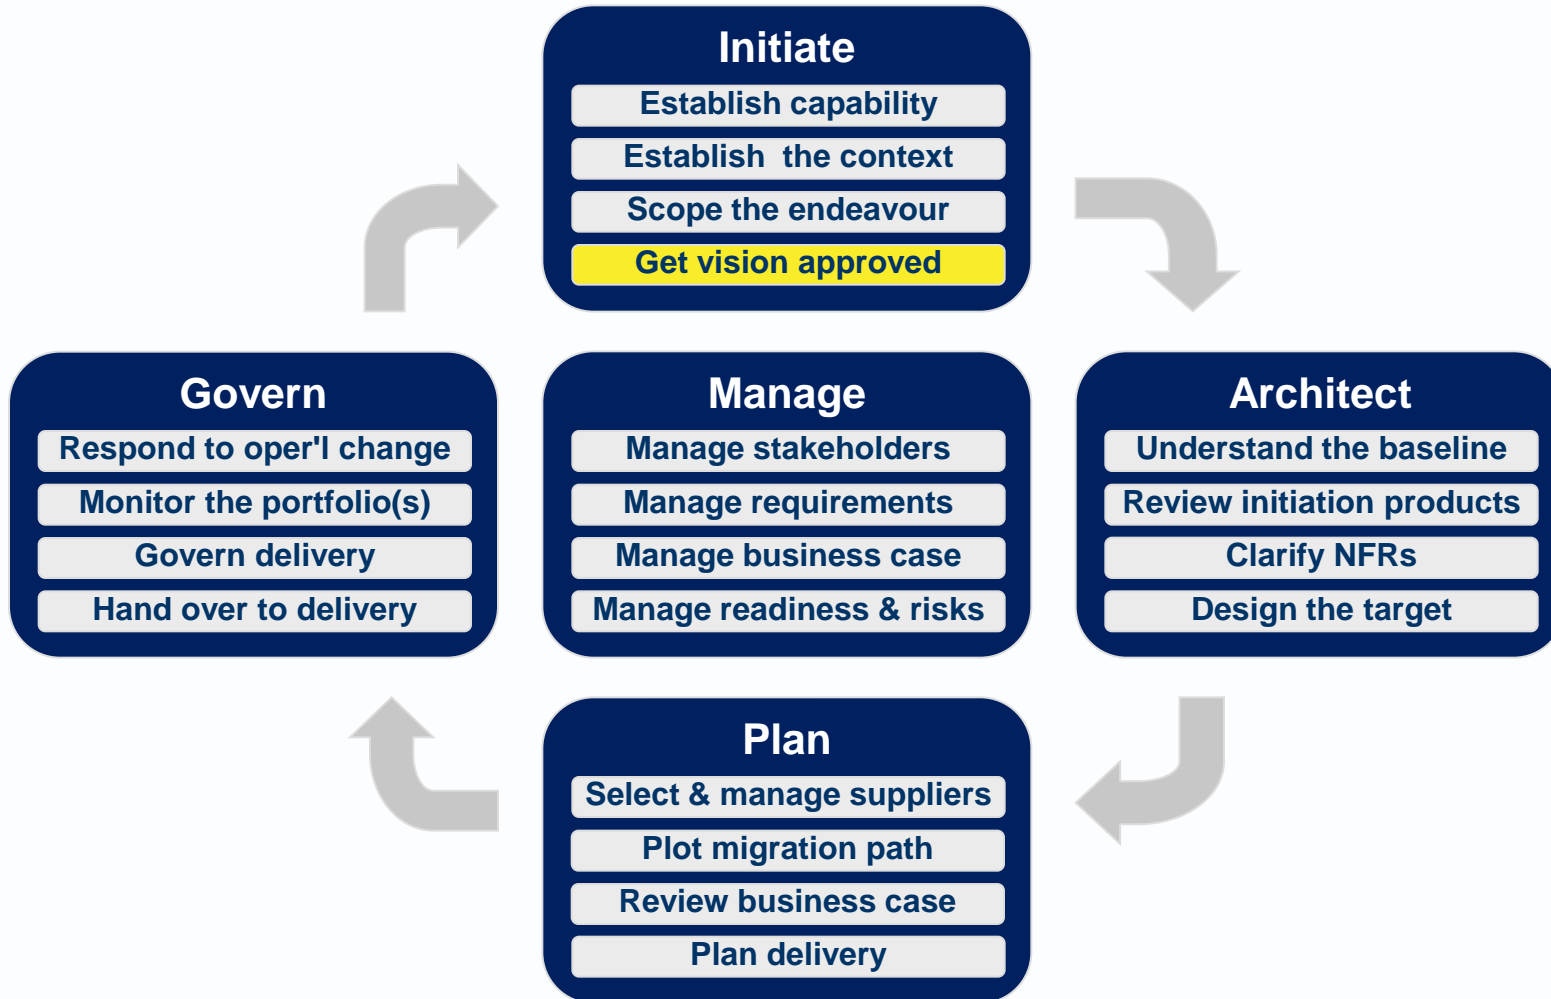 Initiate
Establish capability
Establish  the context
Scope the endeavour
Get vision approved
Govern
Respond to oper'l change
Monitor the portfolio(s)
Govern delivery
Hand over to delivery
Manage
Manage stakeholders
Manage requirements
Manage business case
Manage readiness & risks
Architect
Understand the baseline
Review initiation products
Clarify NFRs
Design the target
Plan
Select & manage suppliers
Plot migration path
Review business case
Plan delivery